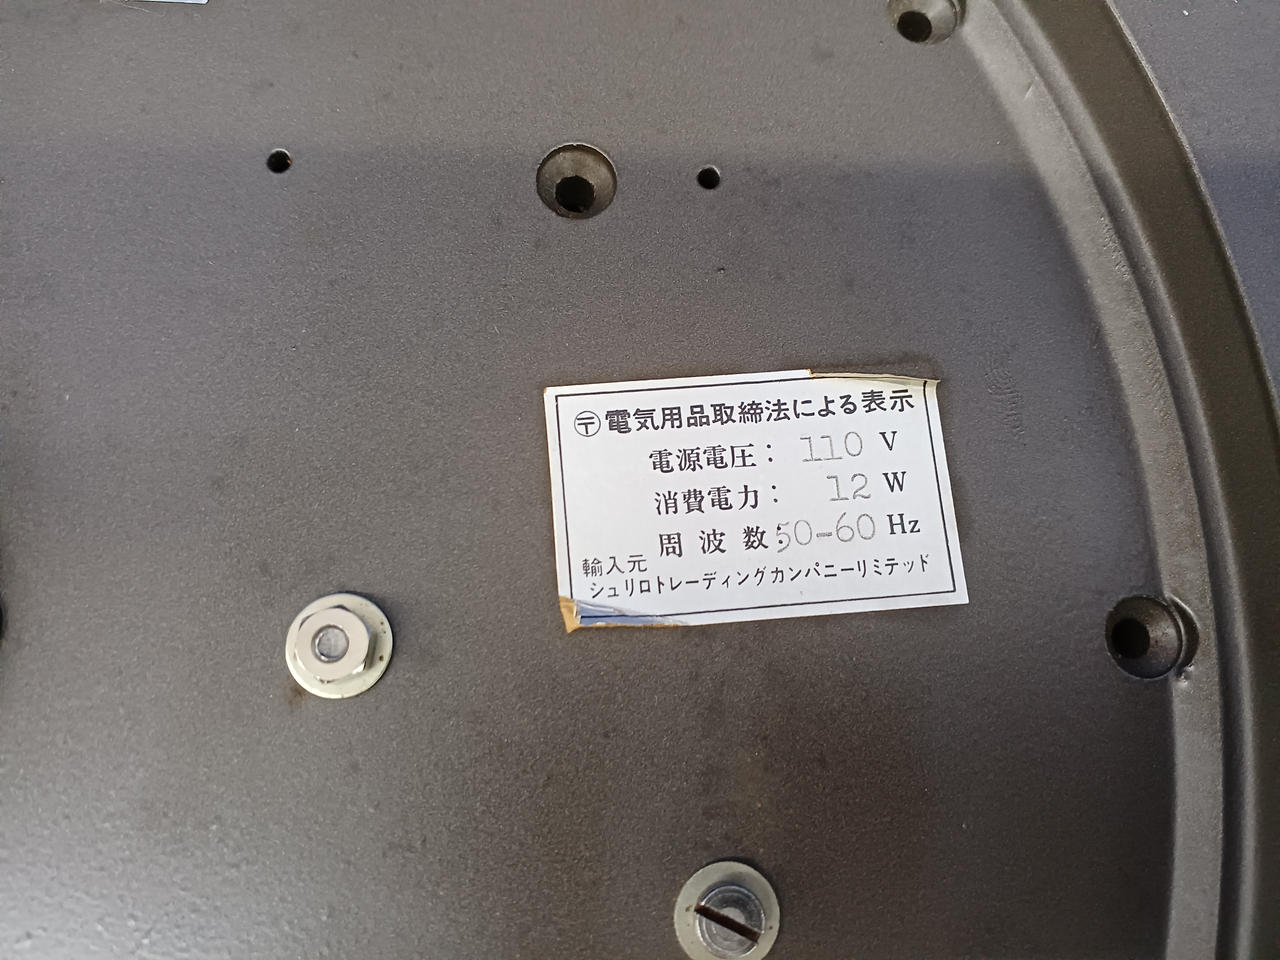 〶電気用品取締法による表示
電源電圧: 110 V
消費電力: 12 W
周波数:50-60 Hz
輸入元
シュリロトレーディングカンパニーリミテッド